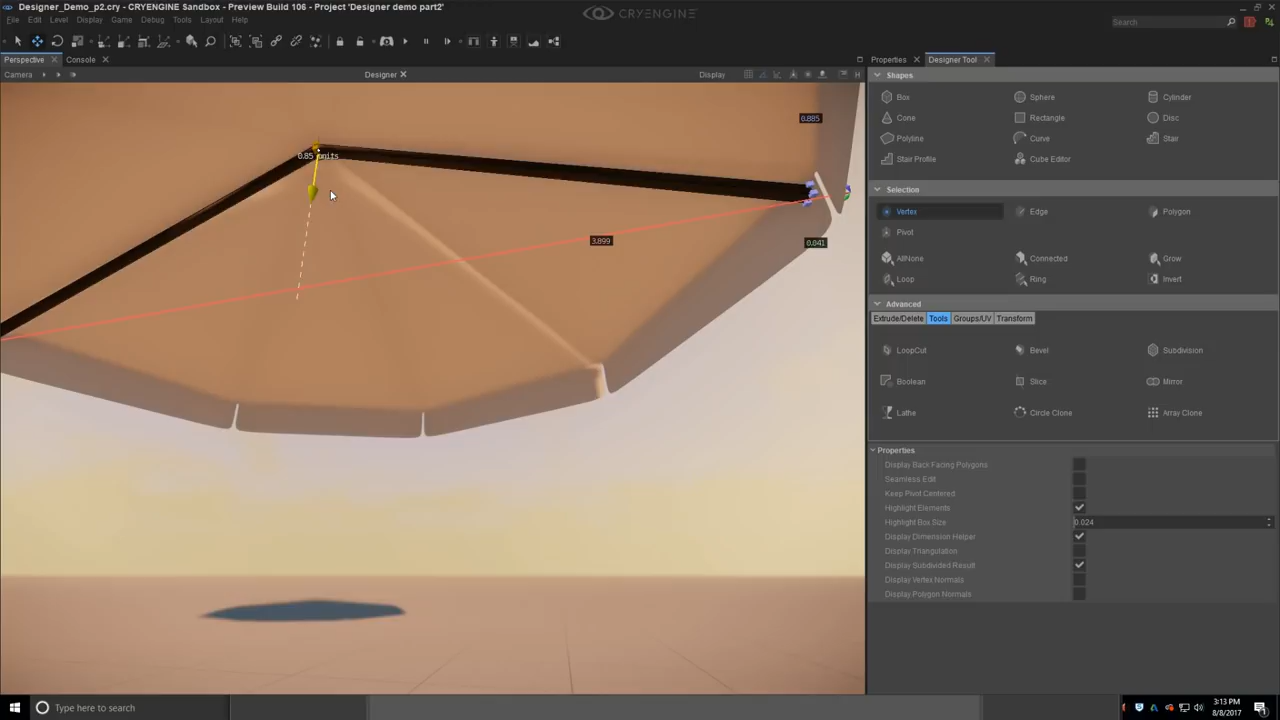 Designer_Demo_p2.cry - CRYENGINE Sandbox - Preview Build 106 - Project 'Designer demo part2'
CRYENGINE
File Edit Level Display Game Debug Tools Layout Help
Search
Perspective Console
Properties Designer Tool
Camera Designer Display
Shapes
Box Sphere Cylinder
Cone Rectangle Disc
Polyline Curve Stair
Stair Profile Cube Editor
Selection
Vertex Edge Polygon
Pivot
AllNone Connected Grow
Loop Ring Invert
Advanced
Extrude/Delete Tools Groups/UV Transform
LoopCut Bevel Subdivision
Boolean Slice Mirror
Lathe Circle Clone Array Clone
Properties
Display Back Facing Polygons
Seamless Edit
Keep Pivot Centered
Highlight Elements
Highlight Box Size 0.024
Display Dimension Helper
Display Triangulation
Display Subdivided Result
Display Vertex Normals
Display Polygon Normals
0.885
0.85 units
3.899
0.041
Type here to search
3:13 PM
8/8/2017